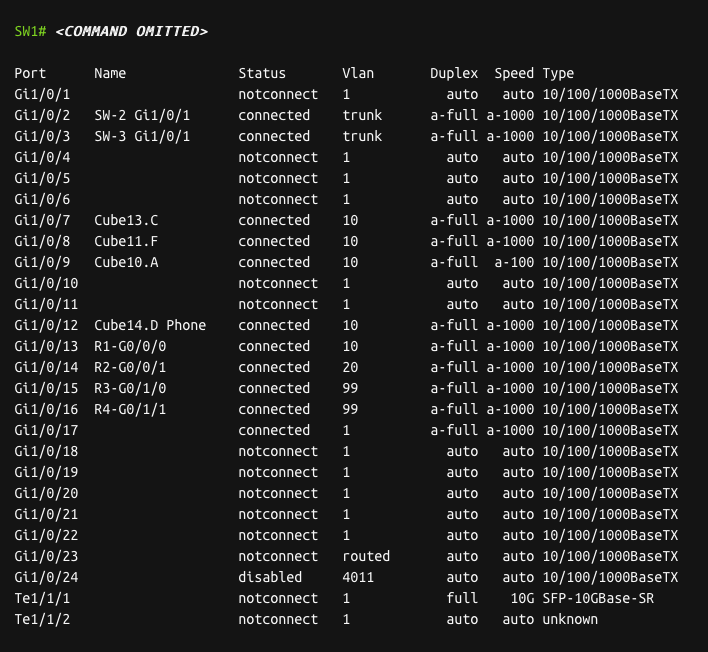 SW1# <COMMAND OMITTED>
Port      Name              Status       Vlan       Duplex  Speed Type
Gi1/0/1                     notconnect   1            auto   auto 10/100/1000BaseTX
Gi1/0/2   SW-2 Gi1/0/1      connected    trunk      a-full a-1000 10/100/1000BaseTX
Gi1/0/3   SW-3 Gi1/0/1      connected    trunk      a-full a-1000 10/100/1000BaseTX
Gi1/0/4                     notconnect   1            auto   auto 10/100/1000BaseTX
Gi1/0/5                     notconnect   1            auto   auto 10/100/1000BaseTX
Gi1/0/6                     notconnect   1            auto   auto 10/100/1000BaseTX
Gi1/0/7   Cube13.C          connected    10         a-full a-1000 10/100/1000BaseTX
Gi1/0/8   Cube11.F          connected    10         a-full a-1000 10/100/1000BaseTX
Gi1/0/9   Cube10.A          connected    10         a-full  a-100 10/100/1000BaseTX
Gi1/0/10                    notconnect   1            auto   auto 10/100/1000BaseTX
Gi1/0/11                    notconnect   1            auto   auto 10/100/1000BaseTX
Gi1/0/12  Cube14.D Phone    connected    10         a-full a-1000 10/100/1000BaseTX
Gi1/0/13  R1-G0/0/0         connected    10         a-full a-1000 10/100/1000BaseTX
Gi1/0/14  R2-G0/0/1         connected    20         a-full a-1000 10/100/1000BaseTX
Gi1/0/15  R3-G0/1/0         connected    99         a-full a-1000 10/100/1000BaseTX
Gi1/0/16  R4-G0/1/1         connected    99         a-full a-1000 10/100/1000BaseTX
Gi1/0/17                    connected    1          a-full a-1000 10/100/1000BaseTX
Gi1/0/18                    notconnect   1            auto   auto 10/100/1000BaseTX
Gi1/0/19                    notconnect   1            auto   auto 10/100/1000BaseTX
Gi1/0/20                    notconnect   1            auto   auto 10/100/1000BaseTX
Gi1/0/21                    notconnect   1            auto   auto 10/100/1000BaseTX
Gi1/0/22                    notconnect   1            auto   auto 10/100/1000BaseTX
Gi1/0/23                    notconnect   routed       auto   auto 10/100/1000BaseTX
Gi1/0/24                    disabled     4011         auto   auto 10/100/1000BaseTX
Te1/1/1                     notconnect   1            full    10G SFP-10GBase-SR
Te1/1/2                     notconnect   1            auto   auto unknown